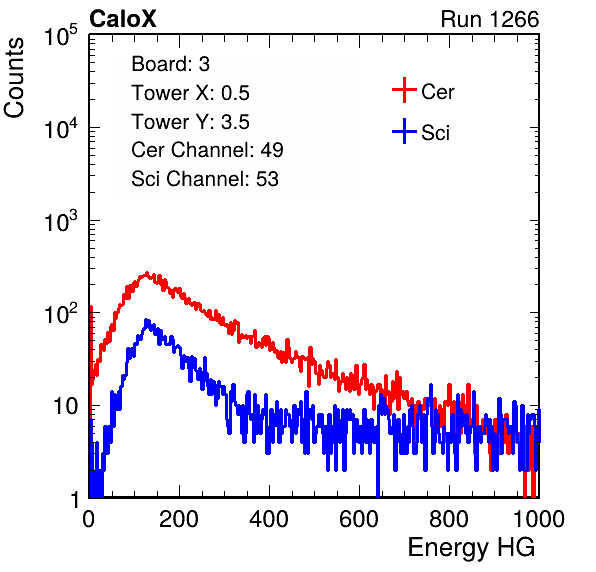 CaloX Run 1266
Counts
Board: 3
Tower X: 0.5
Tower Y: 3.5
Cer Channel: 49
Sci Channel: 53
Cer
Sci
10^5
10^4
10^3
10^2
10
1
0 200 400 600 800 1000
Energy HG